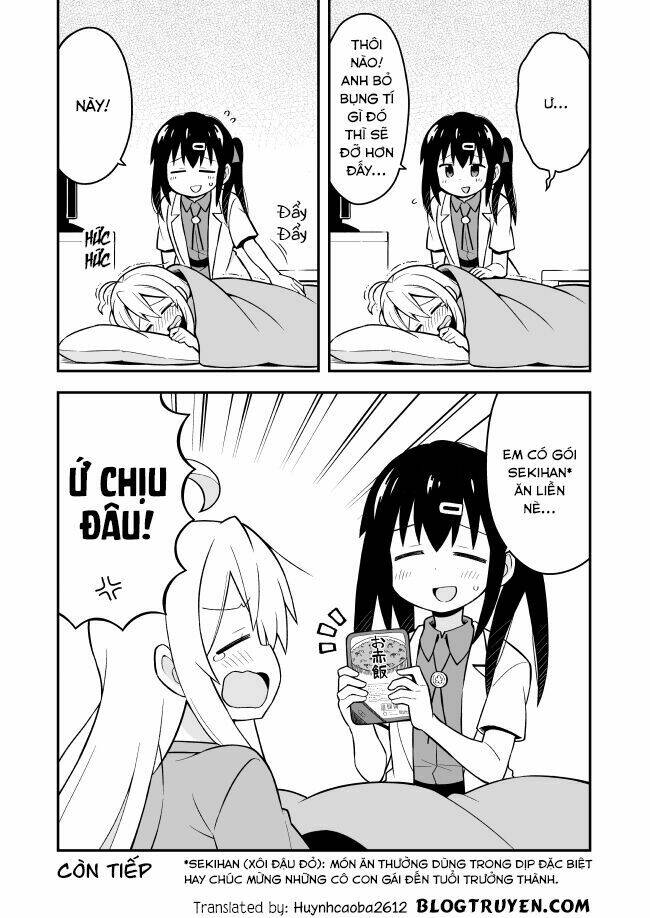 Ư...
THÔI
NÀO!
ANH BỎ
BỤNG TÍ
GÌ ĐÓ
THÌ SẼ
ĐỠ HƠN
ĐẤY...
NÀY!
Đẩy
Đẩy
HỨC
HỨC
EM CÓ GÓI
SEKIHAN*
ĂN LIỀN
NÈ...
Ứ CHỊU
ĐÂU!
お赤飯
CÒN TIẾP
*SEKIHAN (XÔI ĐẬU ĐỎ): MÓN ĂN THƯỜNG DÙNG TRONG DỊP ĐẶC BIỆT
HAY CHÚC MỪNG NHỮNG CÔ CON GÁI ĐẾN TUỔI TRƯỞNG THÀNH.
Translated by: Huynhcaoba2612
BLOGTRUYEN.COM